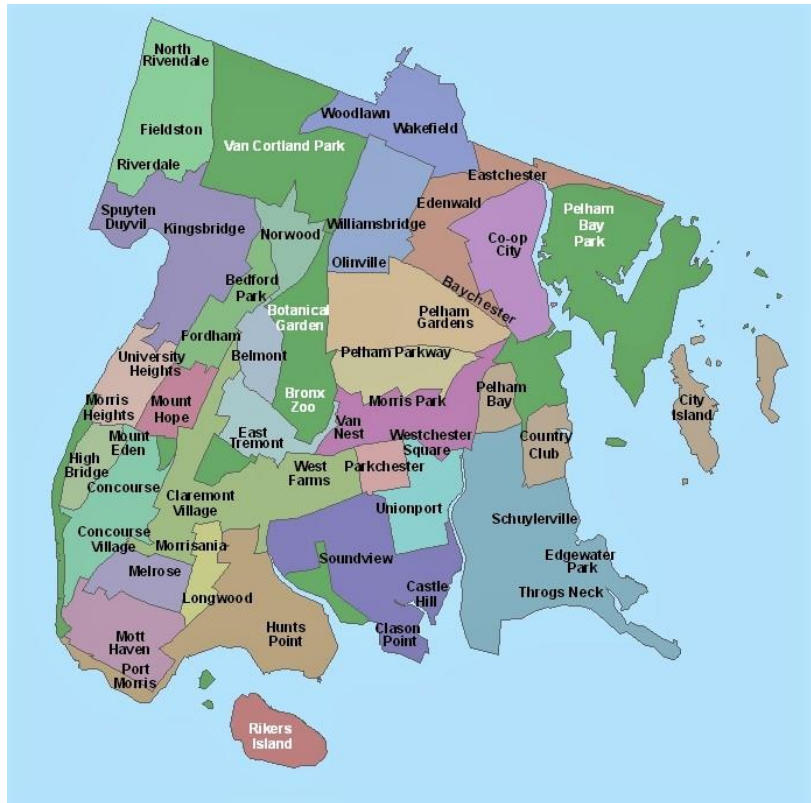 North
Rivendale
Woodlawn
Wakefield
Fieldston
Van Cortland Park
Riverdale
Eastchester
Edenwald
Spuyten
Duyvil
Kingsbridge
Norwood
Williamsbridge
Pelham
Bay
Park
Co-op
City
Olinville
Bedford
Park
Baychester
Botanical
Garden
Pelham
Gardens
Fordham
University
Heights
Belmont
Pelham Parkway
Morris
Heights
Mount
Hope
Bronx
Zoo
Morris Park
Pelham
Bay
City
Island
Mount
Eden
East
Tremont
Van
Nest
Westchester
Square
Country
Club
High
Bridge
Concourse
West
Farms
Parkchester
Claremont
Village
Unionport
Schuylerville
Concourse
Village
Morrisania
Soundview
Edgewater
Park
Melrose
Longwood
Castle
Hill
Throgs Neck
Hunts
Point
Clason
Point
Mott
Haven
Port
Morris
Rikers
Island